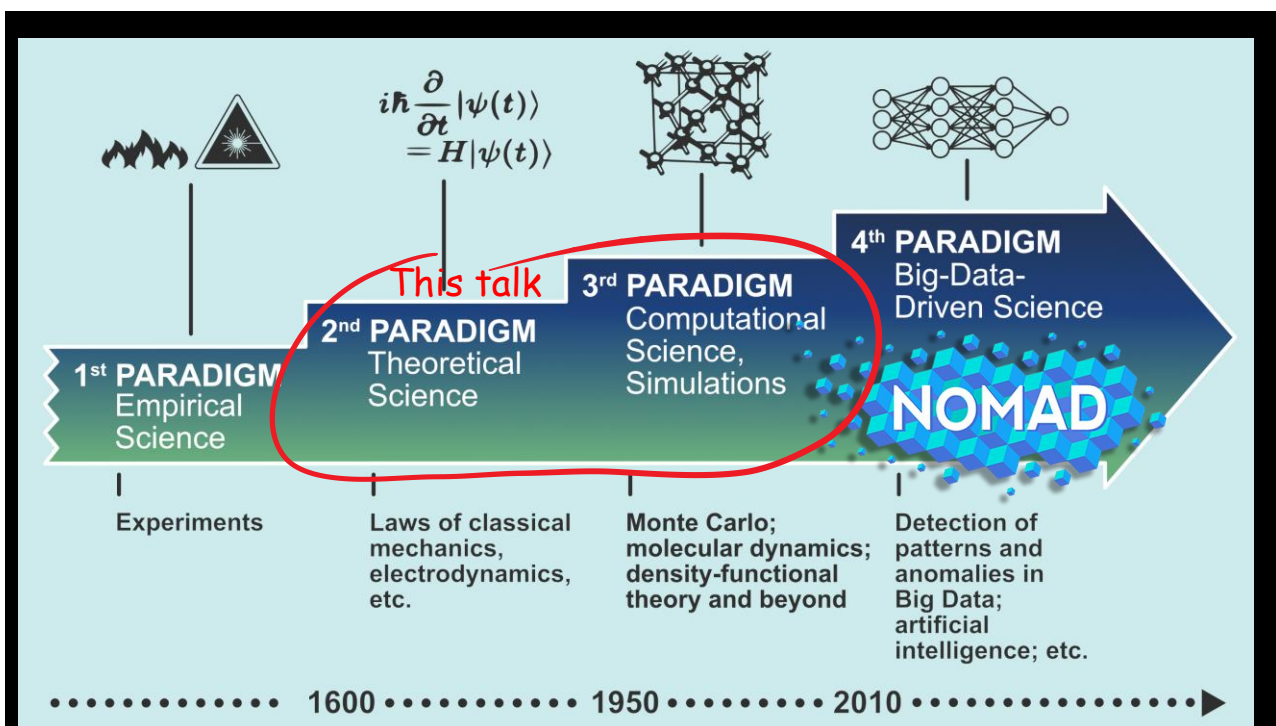 iħ ∂/∂t |ψ(t)⟩
= H|ψ(t)⟩
This talk
1st PARADIGM
Empirical
Science
2nd PARADIGM
Theoretical
Science
3rd PARADIGM
Computational
Science,
Simulations
4th PARADIGM
Big-Data-
Driven Science
NOMAD
Experiments
Laws of classical
mechanics,
electrodynamics,
etc.
Monte Carlo;
molecular dynamics;
density-functional
theory and beyond
Detection of
patterns and
anomalies in
Big Data;
artificial
intelligence; etc.
1600 1950 2010